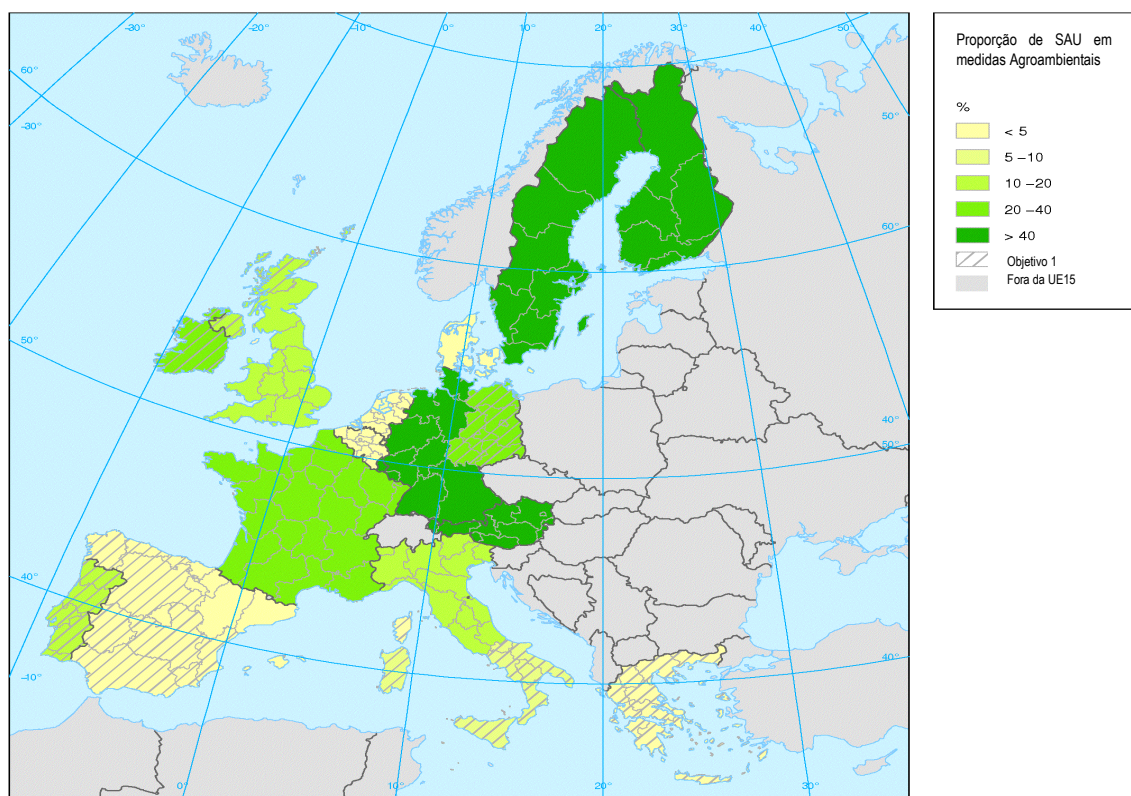 -30° -20° -10° 0° 10° 20° 30° 40° 50° 60°
60°
-30°
50°
50°
60°
40°
50°
40°
-10°
40°
0° 10° 20° 30°
Proporção de SAU em
medidas Agroambientais
%
< 5
5 –10
10 –20
20 –40
> 40
Objetivo 1
Fora da UE15